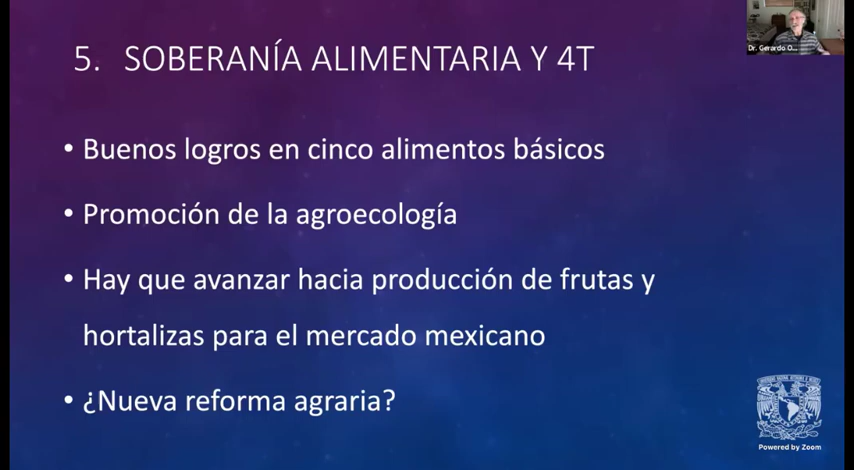 5. SOBERANÍA ALIMENTARIA Y 4T
Dr. Gerardo O...
• Buenos logros en cinco alimentos básicos
• Promoción de la agroecología
• Hay que avanzar hacia producción de frutas y
hortalizas para el mercado mexicano
• ¿Nueva reforma agraria?
Powered by Zoom